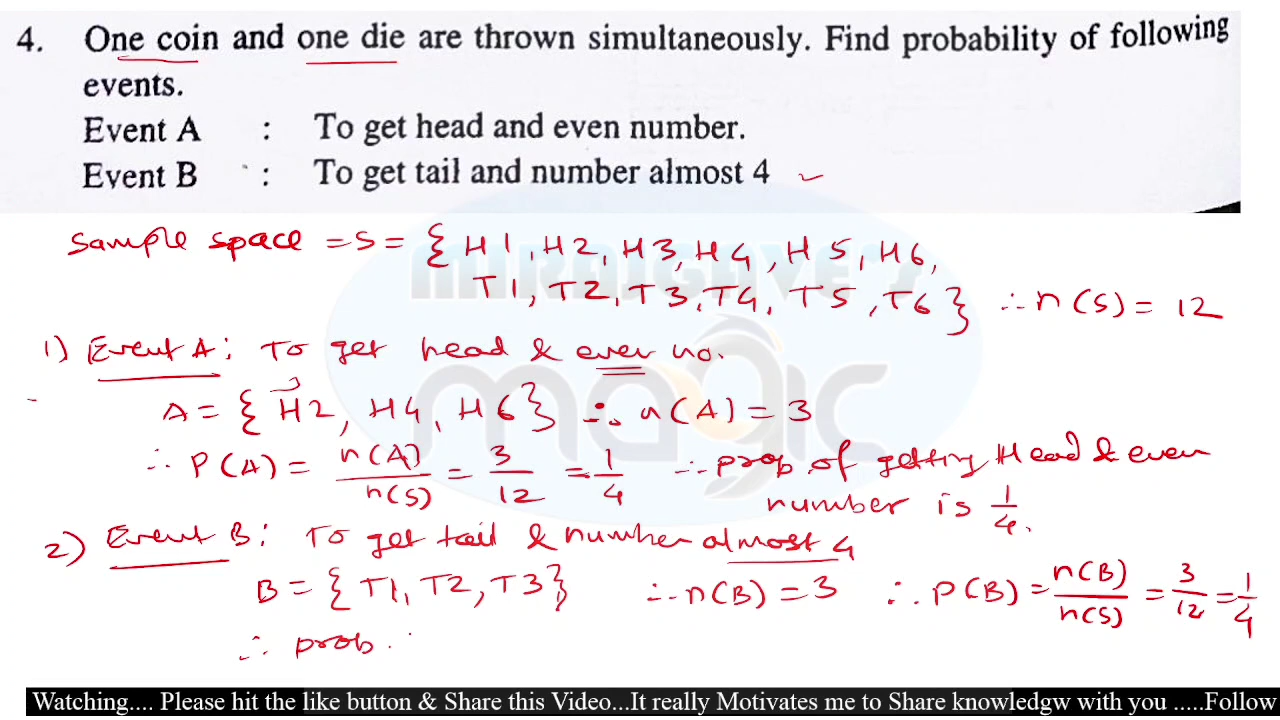 4. One coin and one die are thrown simultaneously. Find probability of following
events.
Event A : To get head and even number.
Event B : To get tail and number almost 4
Sample space = S = { H1, H2, H3, H4, H5, H6,
T1, T2, T3, T4, T5, T6} ∴ n(S) = 12
1) Event A: To get head & even no.
A = { H2, H4, H6} ∴ n(A) = 3
∴ P(A) = n(A)/n(S) = 3/12 = 1/4 ∴ prob of getting Head & even
number is 1/4.
2) Event B: To get tail & number almost 4
B = { T1, T2, T3} ∴ n(B) = 3 ∴ P(B) = n(B)/n(S) = 3/12 = 1/4
∴ prob.
MIRAJGAVE'S
magic
Watching.... Please hit the like button & Share this Video...It really Motivates me to Share knowledgw with you .....Follow